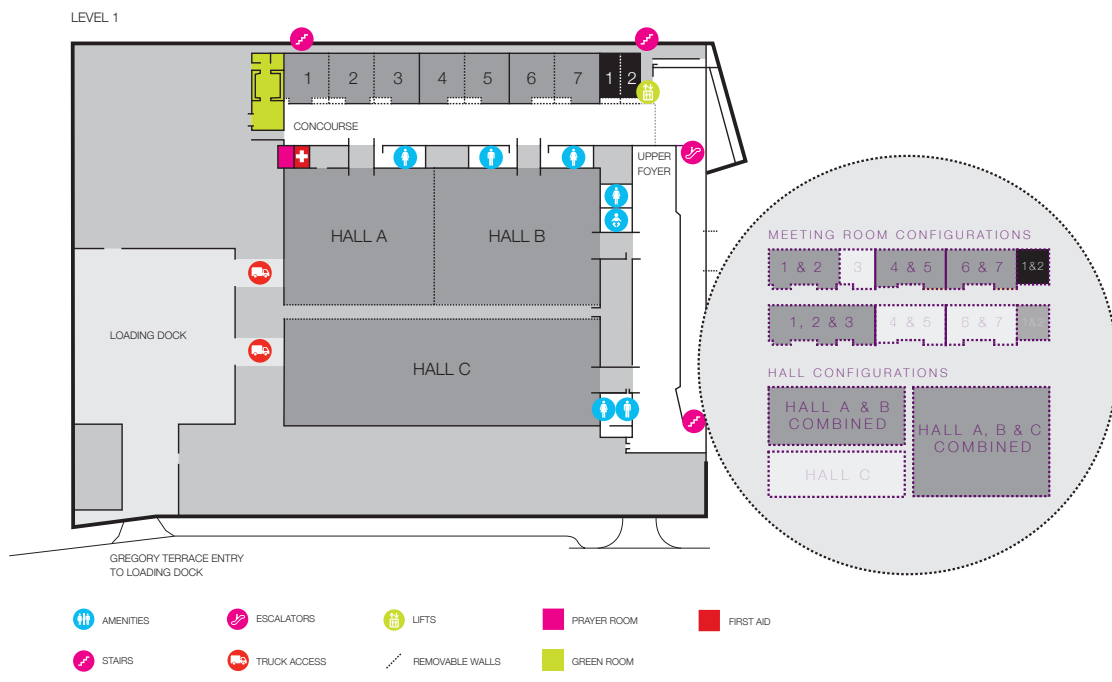 LEVEL 1
1 2 3 4 5 6 7 1 2
CONCOURSE
UPPER
FOYER
HALL A
HALL B
LOADING DOCK
HALL C
MEETING ROOM CONFIGURATIONS
1 & 2 3 4 & 5 6 & 7 1&2
1, 2 & 3 4 & 5 6 & 7 1&2
HALL CONFIGURATIONS
HALL A & B
COMBINED
HALL A, B & C
COMBINED
HALL C
GREGORY TERRACE ENTRY
TO LOADING DOCK
AMENITIES
ESCALATORS
LIFTS
PRAYER ROOM
FIRST AID
STAIRS
TRUCK ACCESS
REMOVABLE WALLS
GREEN ROOM